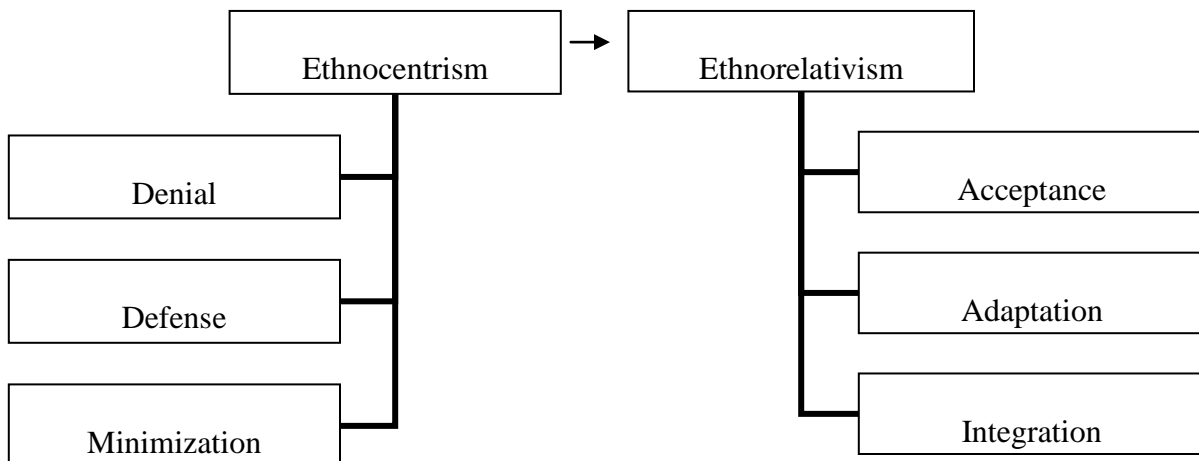 Ethnocentrism
Ethnorelativism
Denial
Defense
Minimization
Acceptance
Adaptation
Integration